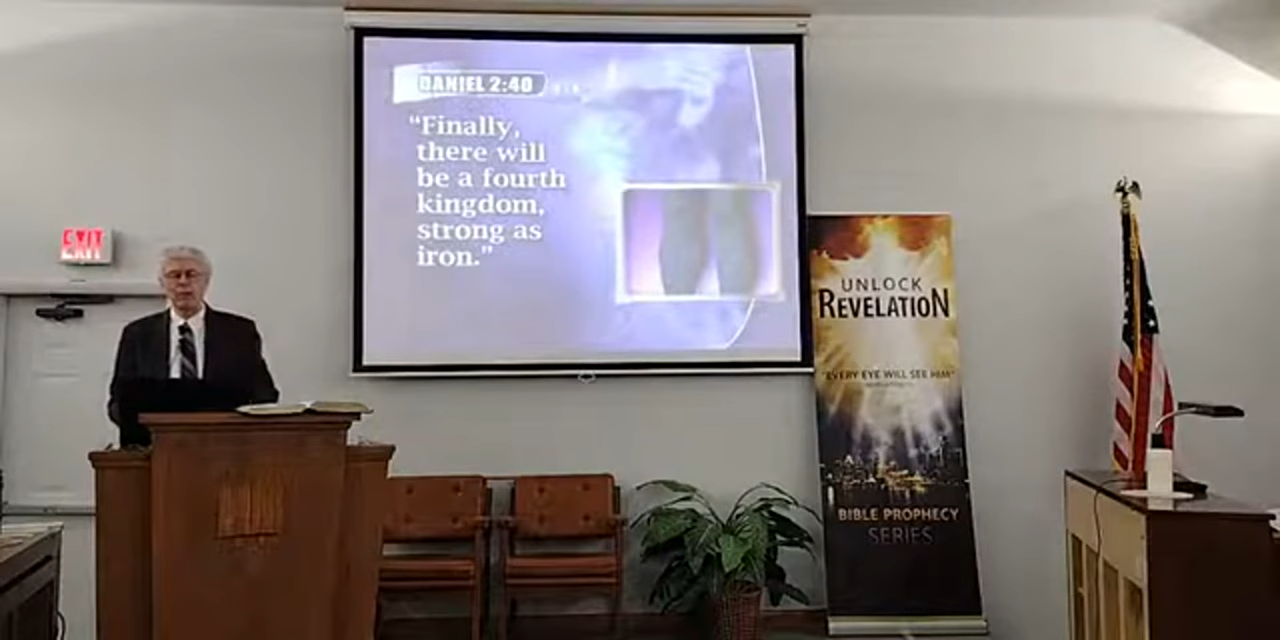 DANIEL 2:40
“Finally,
there will
be a fourth
kingdom,
strong as
iron.”
EXIT
UNLOCK
REVELATION
"EVERY EYE WILL SEE HIM"
BIBLE PROPHECY
SERIES